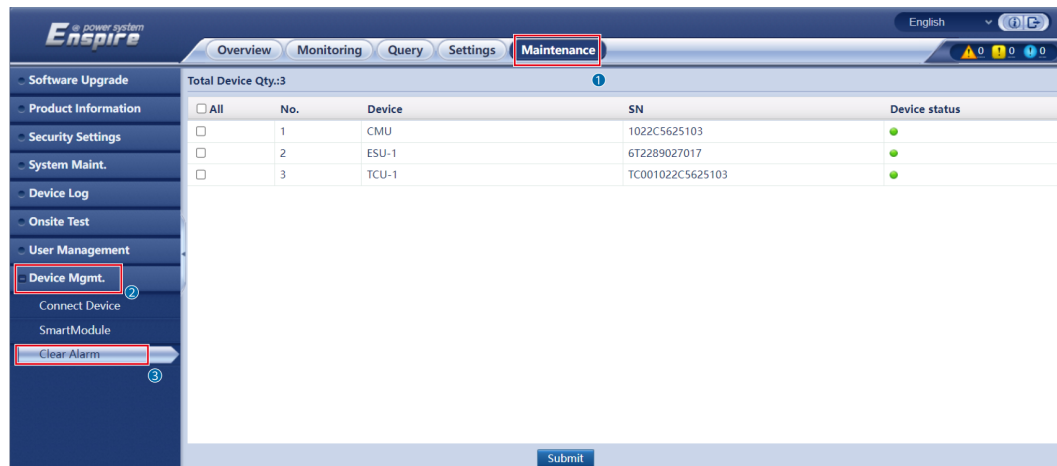 e power system
Enspire
English
Overview Monitoring Query Settings Maintenance
0 0 0
1
Software Upgrade
Product Information
Security Settings
System Maint.
Device Log
Onsite Test
User Management
Device Mgmt.
2
Connect Device
SmartModule
Clear Alarm
3
Total Device Qty.:3
All No. Device SN Device status
1 CMU 1022C5625103
2 ESU-1 6T2289027017
3 TCU-1 TC001022C5625103
Submit